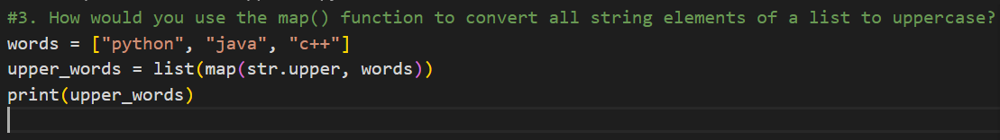 #3. How would you use the map() function to convert all string elements of a list to uppercase?
words = ["python", "java", "c++"]
upper_words = list(map(str.upper, words))
print(upper_words)